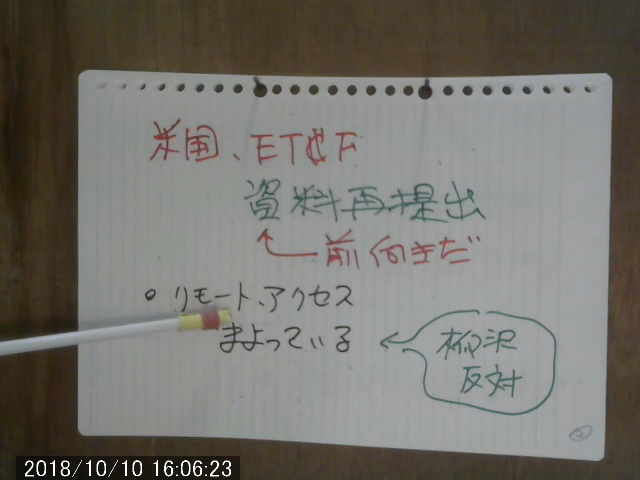 米国、ETCF
資料再提出
前向きだ
リモート、アクセス
まよっている
柳沢
反対
2018/10/10 16:06:23